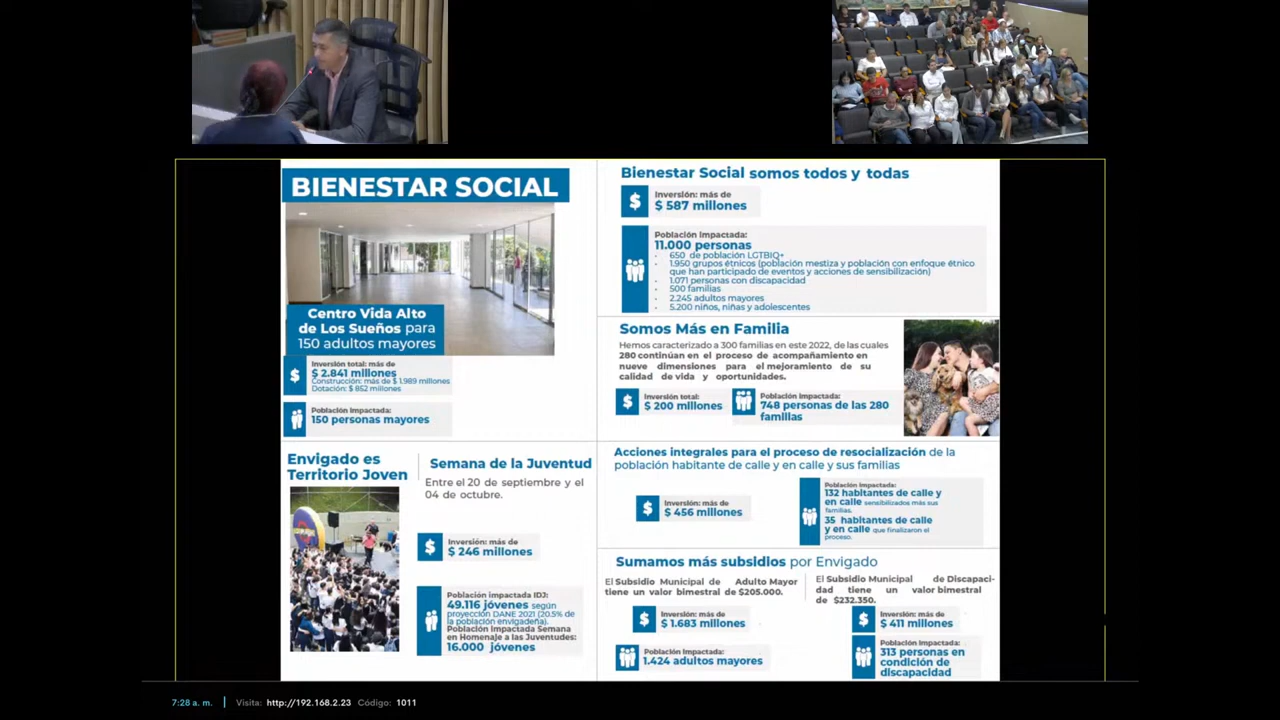 BIENESTAR SOCIAL
Centro Vida Alto
de Los Sueños para
150 adultos mayores
Inversión total: más de
$ 2.841 millones
Construcción: más de $ 1.989 millones
Dotación: $ 852 millones
Población Impactada:
150 personas mayores
Bienestar Social somos todos y todas
Inversión: más de
$ 587 millones
Población Impactada:
11.000 personas
- 650 de población LGTBIQ+
- 1.950 grupos étnicos (población mestiza y población con enfoque étnico
que han participado de eventos y acciones de sensibilización)
- 1.071 personas con discapacidad
- 500 familias
- 2.245 adultos mayores
- 5.200 niños, niñas y adolescentes
Somos Más en Familia
Hemos caracterizado a 300 familias en este 2022, de las cuales
280 continúan en el proceso de acompañamiento en
nueve dimensiones para el mejoramiento de su
calidad de vida y oportunidades.
Inversión total:
$ 200 millones
Población Impactada:
748 personas de las 280
familias
Envigado es
Territorio Joven
Semana de la Juventud
Entre el 20 de septiembre y el
04 de octubre.
Inversión: más de
$ 246 millones
Población impactada IDJ:
49.116 jóvenes según
proyección DANE 2021 (20.5% de
la población envigadeña).
Población Impactada Semana
en Homenaje a las Juventudes:
16.000 jóvenes
Acciones integrales para el proceso de resocialización de la
población habitante de calle y en calle y sus familias
Inversión: más de
$ 456 millones
Población Impactada:
132 habitantes de calle y
en calle sensibilizados más sus
familias.
35 habitantes de calle
y en calle que finalizaron el
proceso.
Sumamos más subsidios por Envigado
El Subsidio Municipal de Adulto Mayor
tiene un valor bimestral de $205.000.
Inversión: más de
$ 1.683 millones
Población Impactada:
1.424 adultos mayores
El Subsidio Municipal de Discapaci-
dad tiene un valor bimestral
de $232.350.
Inversión: más de
$ 411 millones
Población Impactada:
313 personas en
condición de
discapacidad
7:28 a. m. | Visita: http://192.168.2.23 Código: 1011